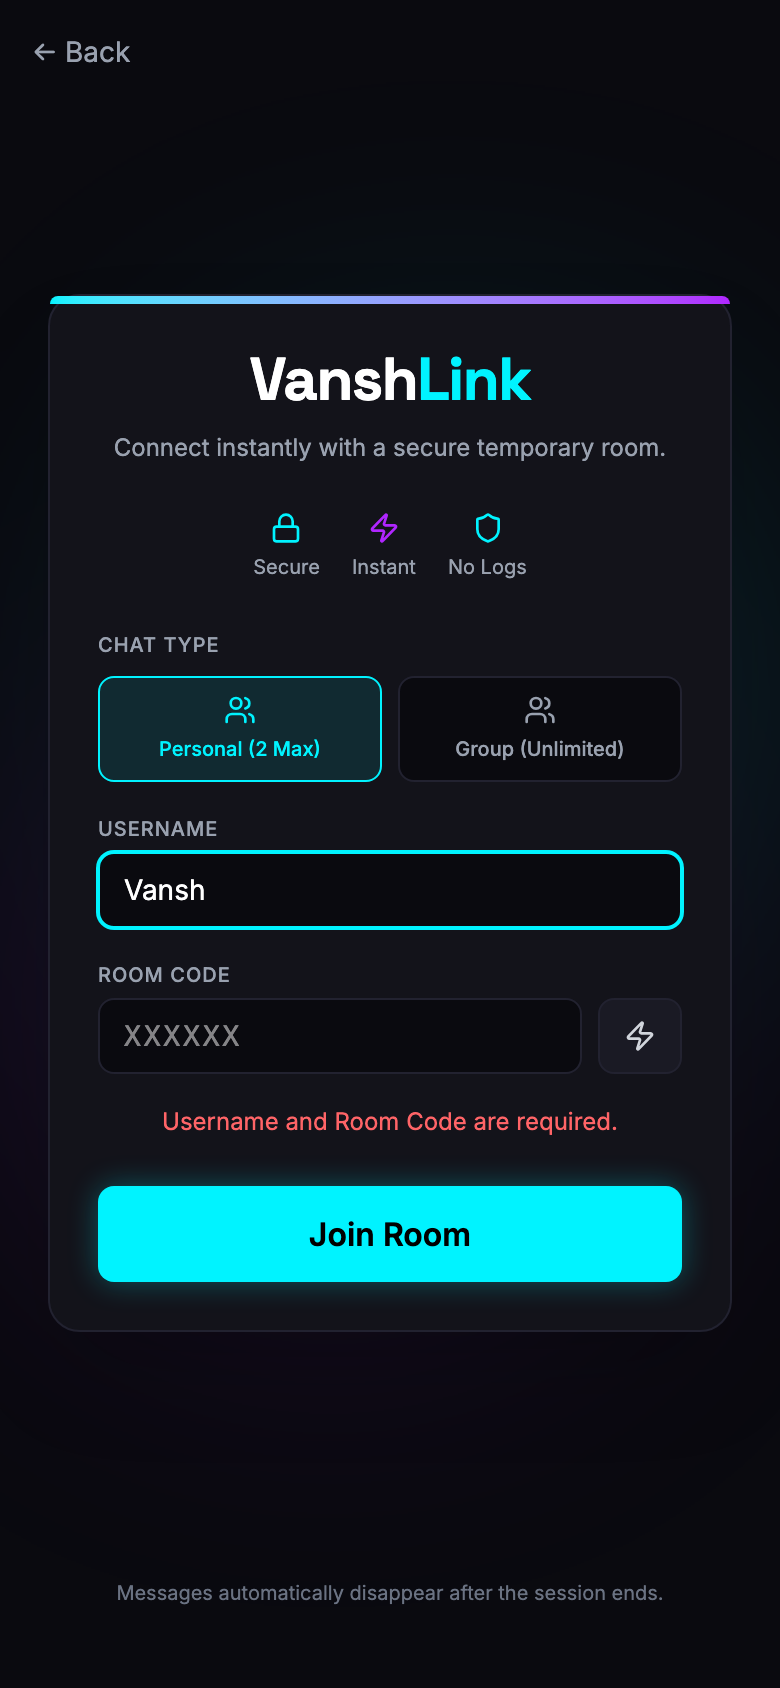 Back
VanshLink
Connect instantly with a secure temporary room.
Secure Instant No Logs
CHAT TYPE
Personal (2 Max) Group (Unlimited)
USERNAME
Vansh
ROOM CODE
XXXXXX
Username and Room Code are required.
Join Room
Messages automatically disappear after the session ends.